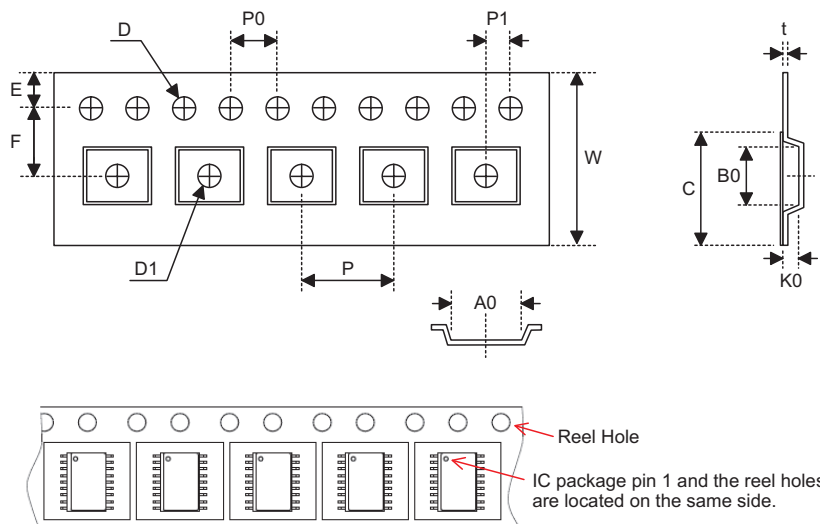 D
P0
P1
t
E
F
W
C
B0
D1
P
K0
A0
Reel Hole
IC package pin 1 and the reel holes
are located on the same side.